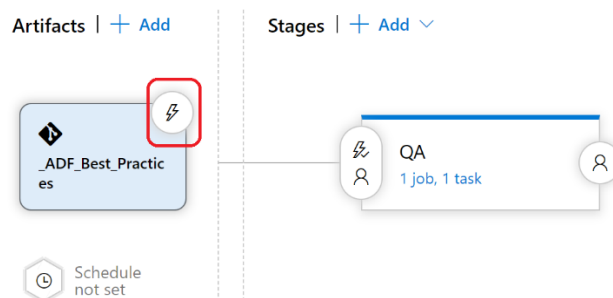 Artifacts | + Add
Stages | + Add
_ADF_Best_Practic
es
QA
1 job, 1 task
Schedule
not set